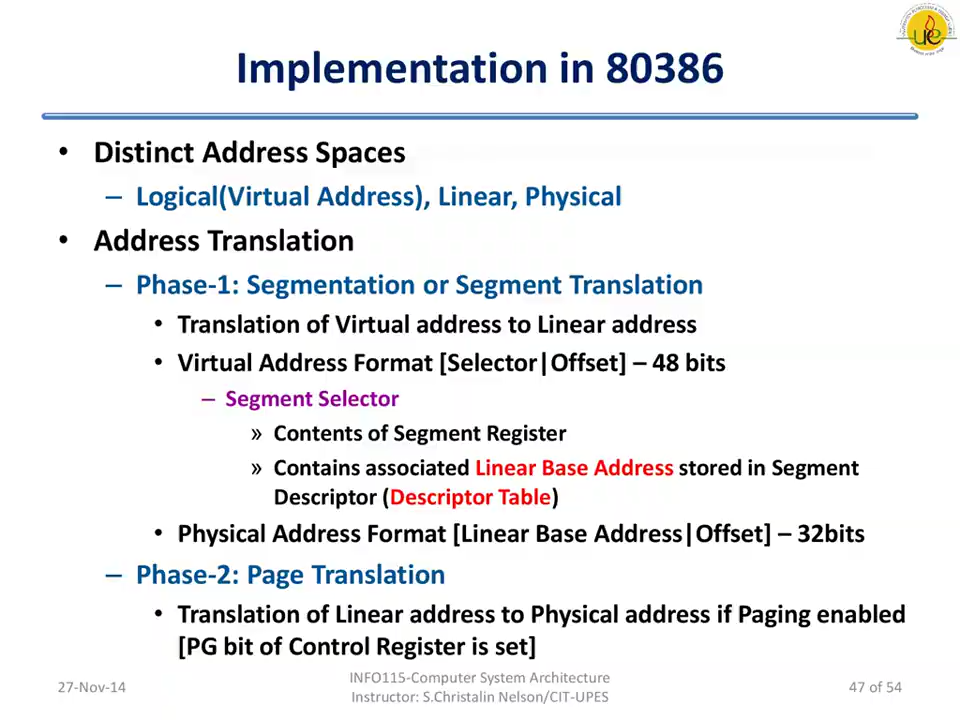 Implementation in 80386
• Distinct Address Spaces
– Logical(Virtual Address), Linear, Physical
• Address Translation
– Phase-1: Segmentation or Segment Translation
• Translation of Virtual address to Linear address
• Virtual Address Format [Selector|Offset] – 48 bits
– Segment Selector
» Contents of Segment Register
» Contains associated Linear Base Address stored in Segment
Descriptor (Descriptor Table)
• Physical Address Format [Linear Base Address|Offset] – 32bits
– Phase-2: Page Translation
• Translation of Linear address to Physical address if Paging enabled
[PG bit of Control Register is set]
27-Nov-14
INFO115-Computer System Architecture
Instructor: S.Christalin Nelson/CIT-UPES
47 of 54